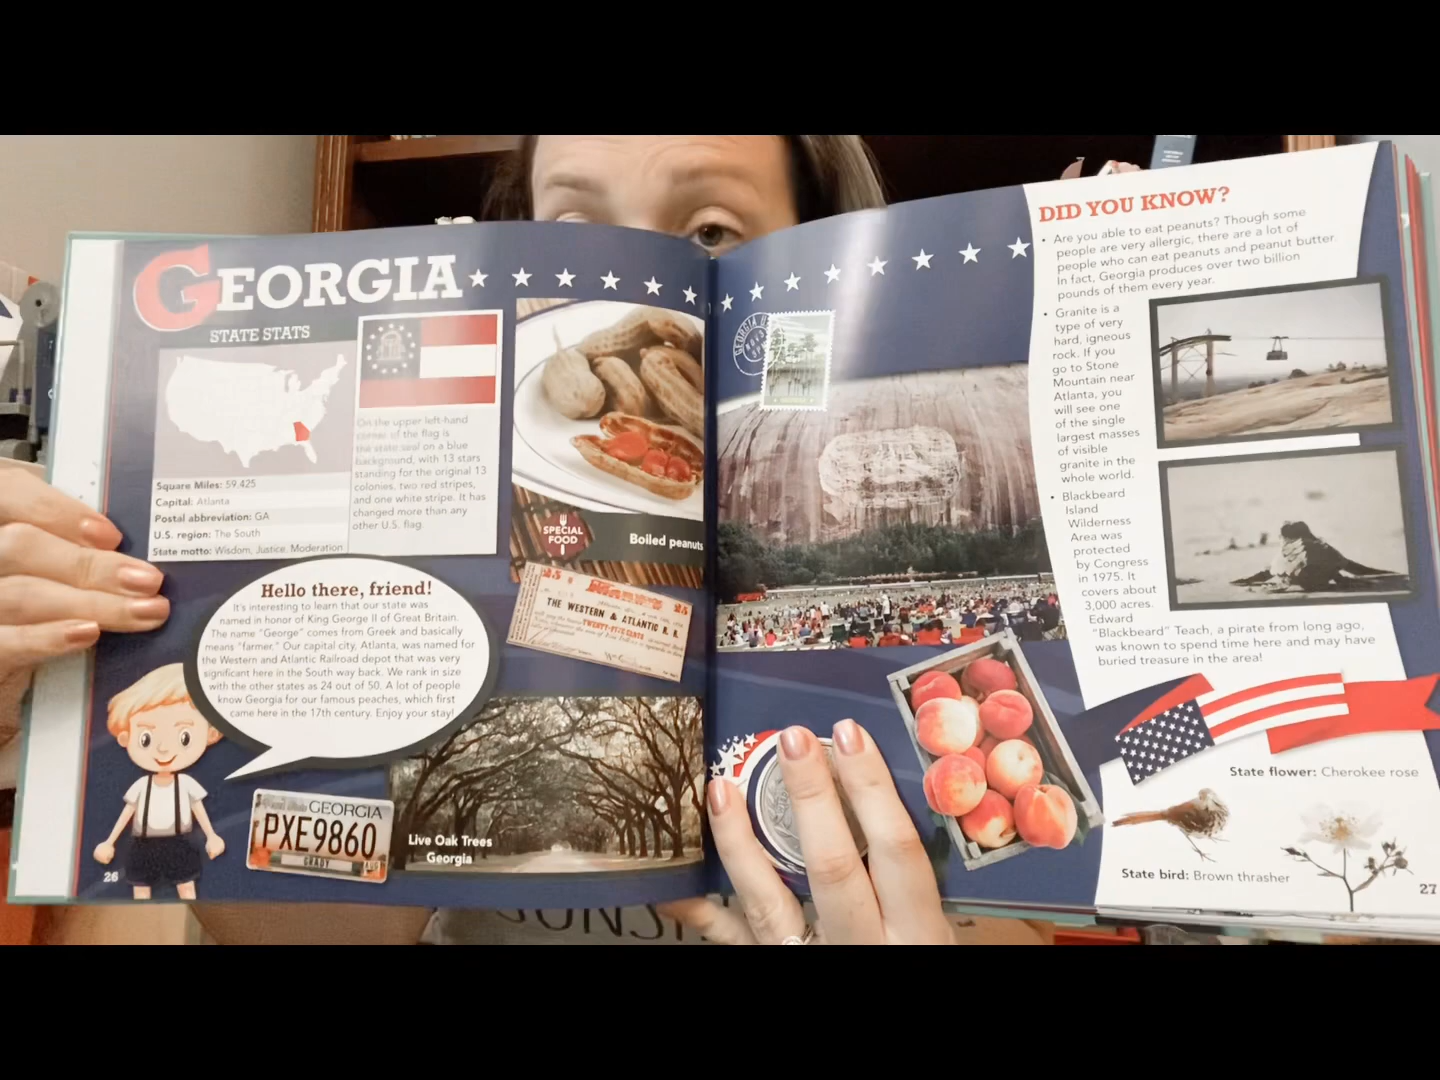 GEORGIA
STATE STATS
Square Miles: 59,425
Capital: Atlanta
Postal abbreviation: GA
U.S. region: The South
State motto: Wisdom, Justice, Moderation
On the upper left-hand
corner of the flag is
the state seal on a blue
background, with 13 stars
standing for the original 13
colonies, two red stripes,
and one white stripe. It has
changed more than any
other U.S. flag.
SPECIAL
FOOD
Boiled peanuts
Hello there, friend!
It's interesting to learn that our state was
named in honor of King George II of Great Britain.
The name "George" comes from Greek and basically
means "farmer." Our capital city, Atlanta, was named for
the Western and Atlantic Railroad depot that was very
significant here in the South way back. We rank in size
with the other states as 24 out of 50. A lot of people
know Georgia for our famous peaches, which first
came here in the 17th century. Enjoy your stay!
25 25
THE WESTERN & ATLANTIC R. R.
TWENTY-FIVE CENTS
GEORGIA
PXE9860
GRADY
Live Oak Trees
Georgia
26
DID YOU KNOW?
• Are you able to eat peanuts? Though some
people are very allergic, there are a lot of
people who can eat peanuts and peanut butter.
In fact, Georgia produces over two billion
pounds of them every year.
• Granite is a
type of very
hard, igneous
rock. If you
go to Stone
Mountain near
Atlanta, you
will see one
of the single
largest masses
of visible
granite in the
whole world.
• Blackbeard
Island
Wilderness
Area was
protected
by Congress
in 1975. It
covers about
3,000 acres.
Edward
"Blackbeard" Teach, a pirate from long ago,
was known to spend time here and may have
buried treasure in the area!
State flower: Cherokee rose
State bird: Brown thrasher
27